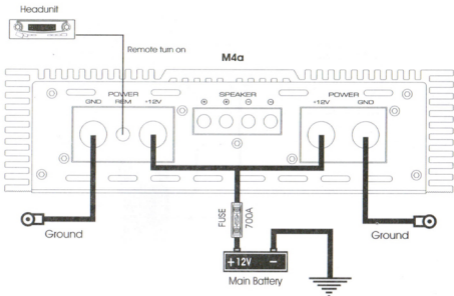 Headunit
Remote turn on
M4a
POWER
GND REM +12V
SPEAKER
⊕ ⊕ ⊖ ⊖
POWER
+12V GND
FUSE
700A
Ground
Ground
+12V −
Main Battery